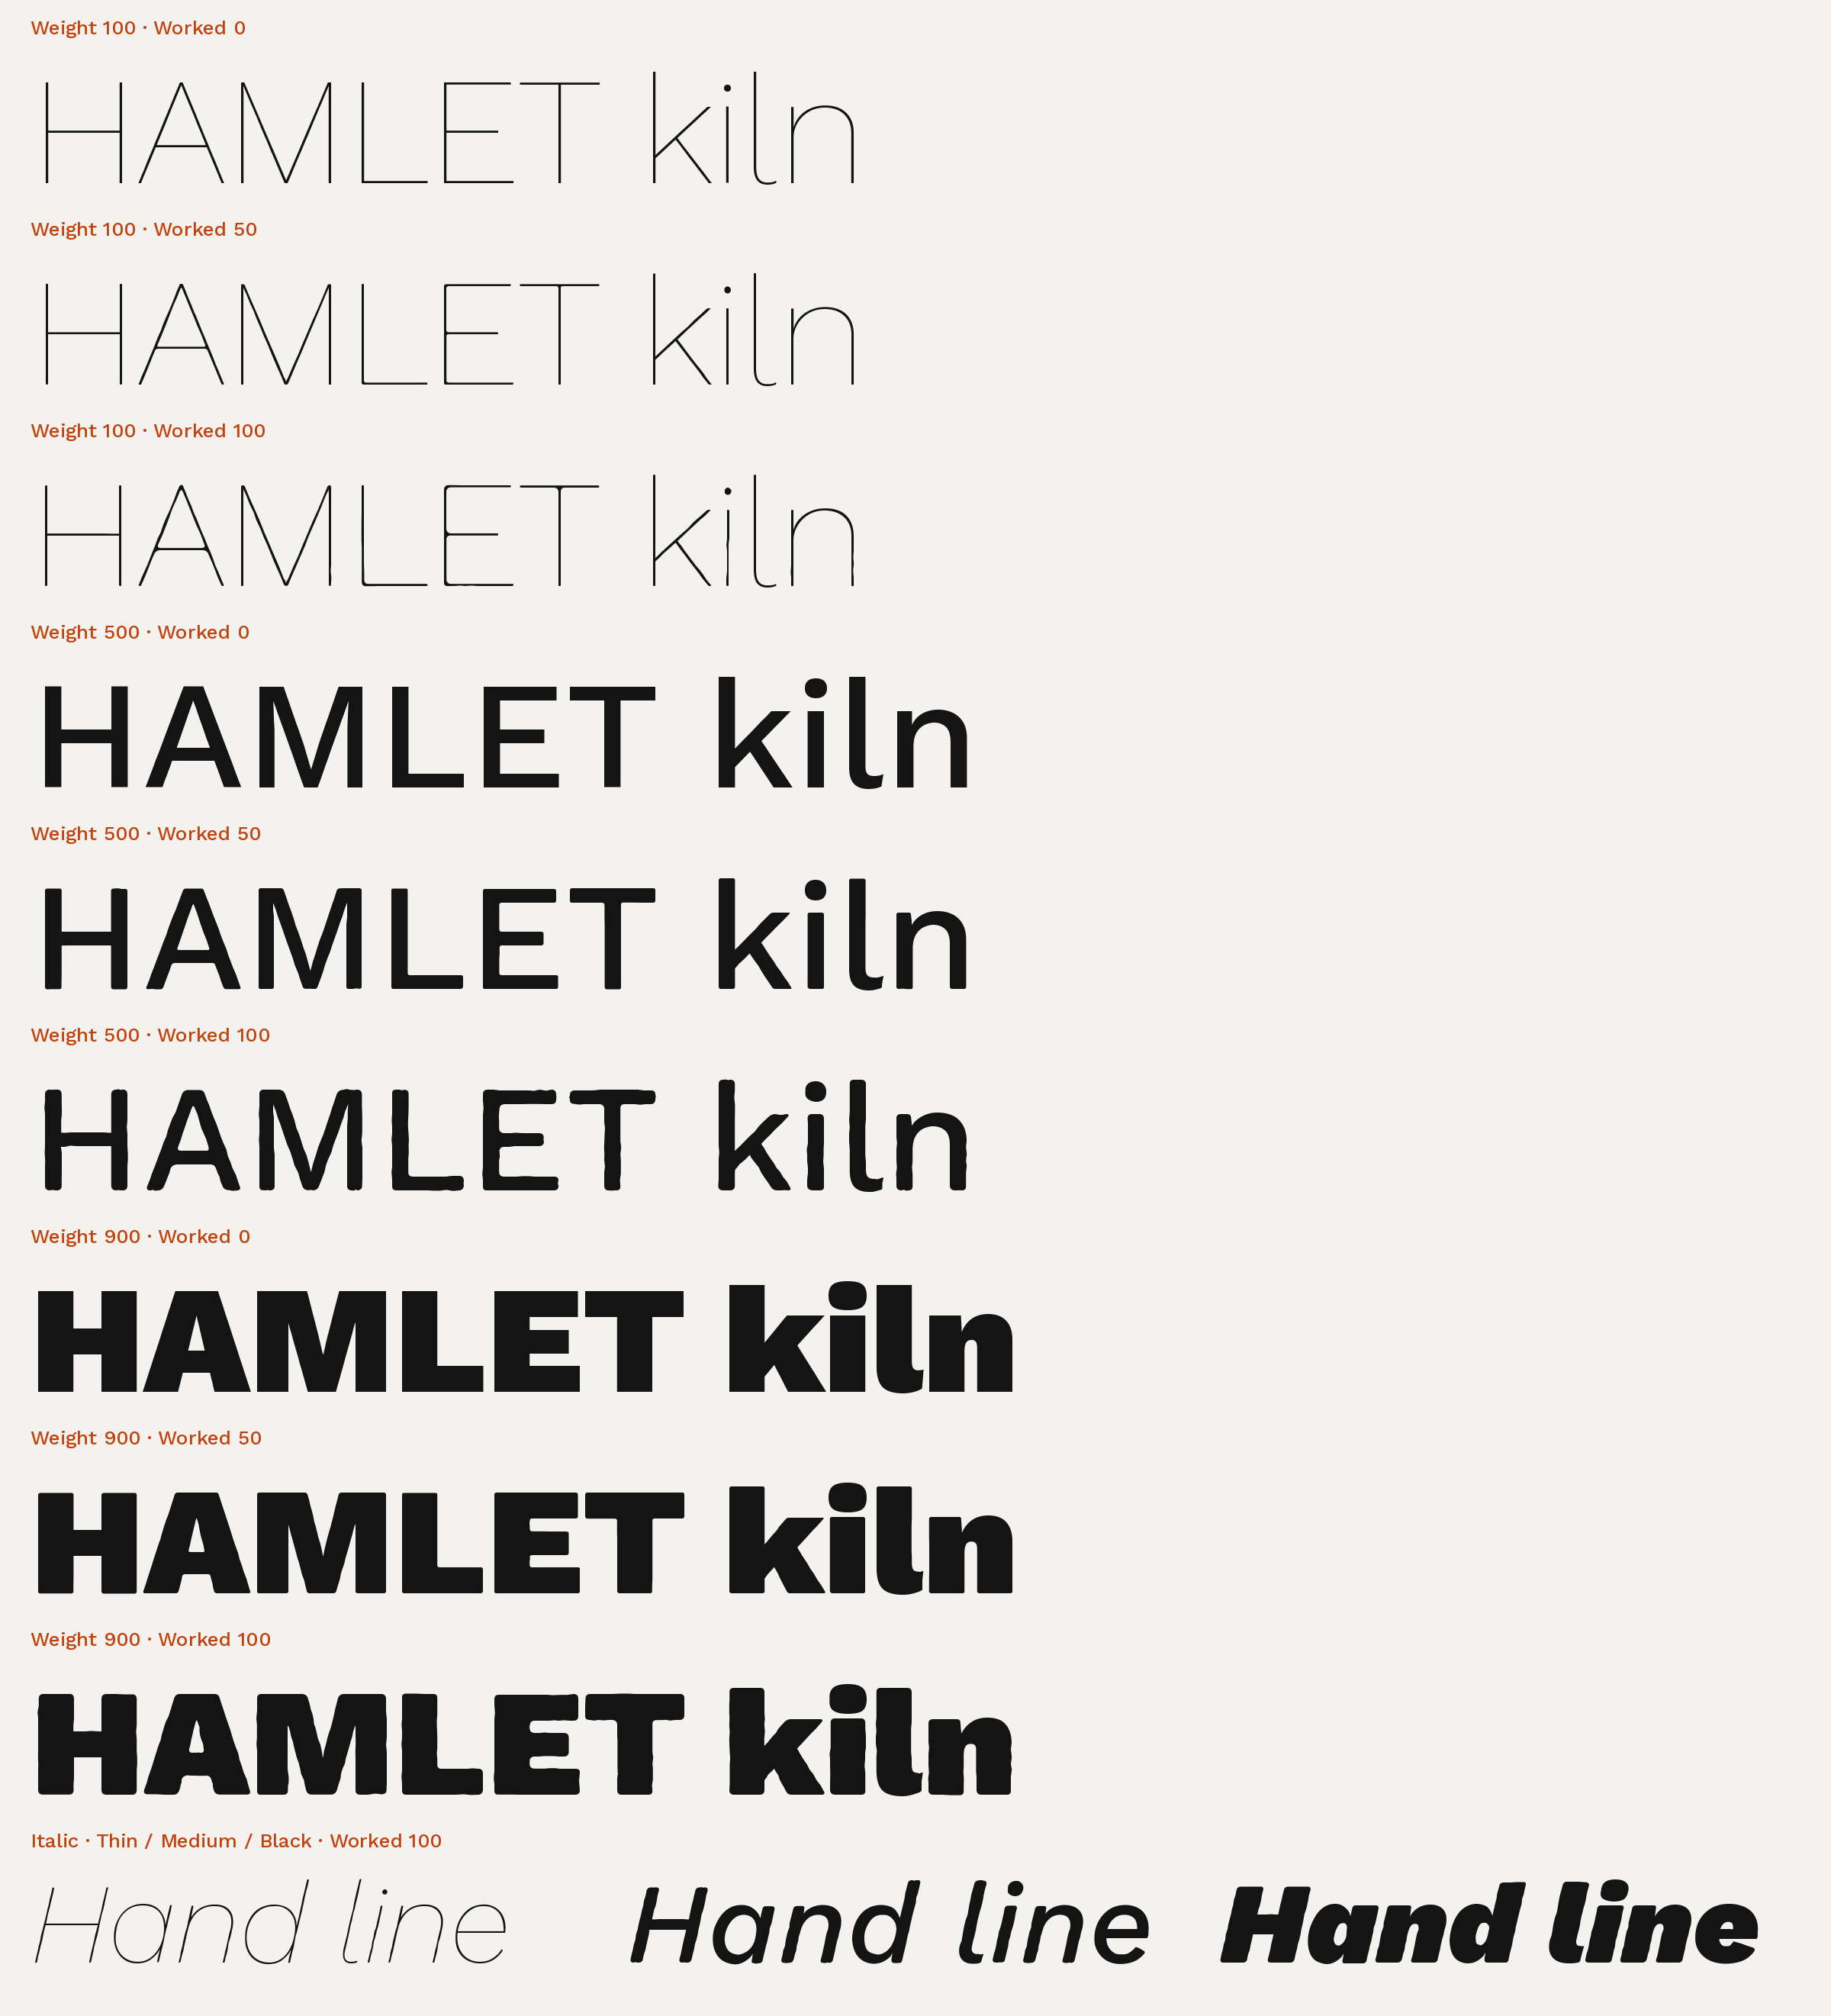 Weight 100 · Worked 0
HAMLET kiln
Weight 100 · Worked 50
HAMLET kiln
Weight 100 · Worked 100
HAMLET kiln
Weight 500 · Worked 0
HAMLET kiln
Weight 500 · Worked 50
HAMLET kiln
Weight 500 · Worked 100
HAMLET kiln
Weight 900 · Worked 0
HAMLET kiln
Weight 900 · Worked 50
HAMLET kiln
Weight 900 · Worked 100
HAMLET kiln
Italic · Thin / Medium / Black · Worked 100
Hand line Hand line Hand line